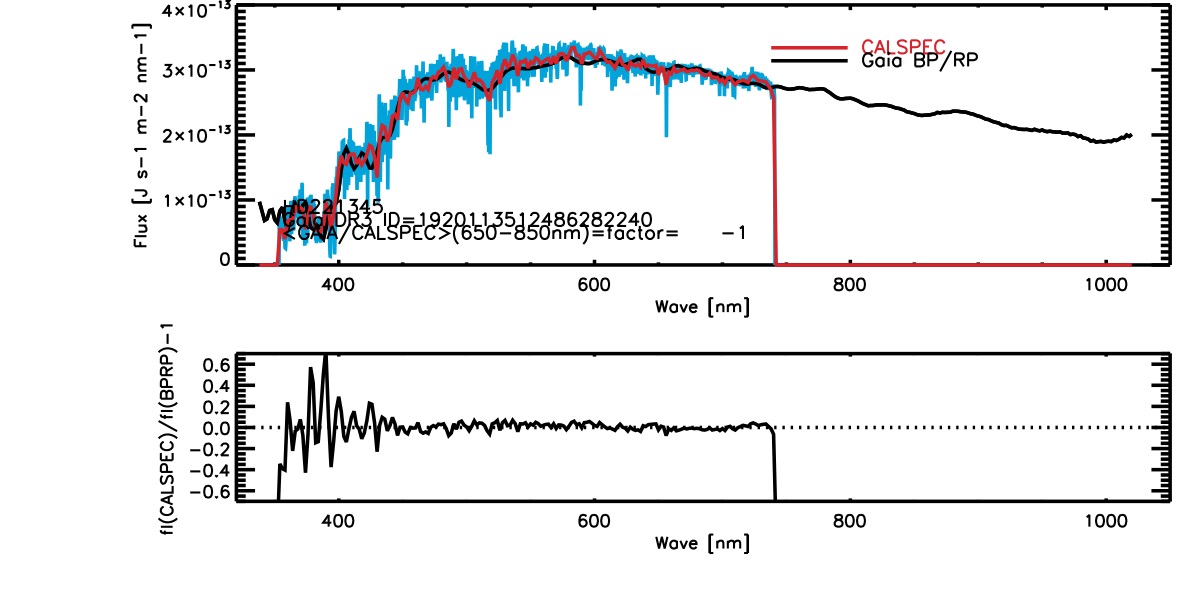 4×10−13
3×10−13
2×10−13
1×10−13
0
Flux [J s−1 m−2 nm−1]
CALSPEC
Gaia BP/RP
HD221345
Gaia DR3 ID=1920113512486282240
<GAIA/CALSPEC>(650−850nm)=factor= −1
400 600 800 1000
Wave [nm]
fl(CALSPEC)/fl(BPRP)−1
0.6
0.4
0.2
0.0
−0.2
−0.4
−0.6
400 600 800 1000
Wave [nm]